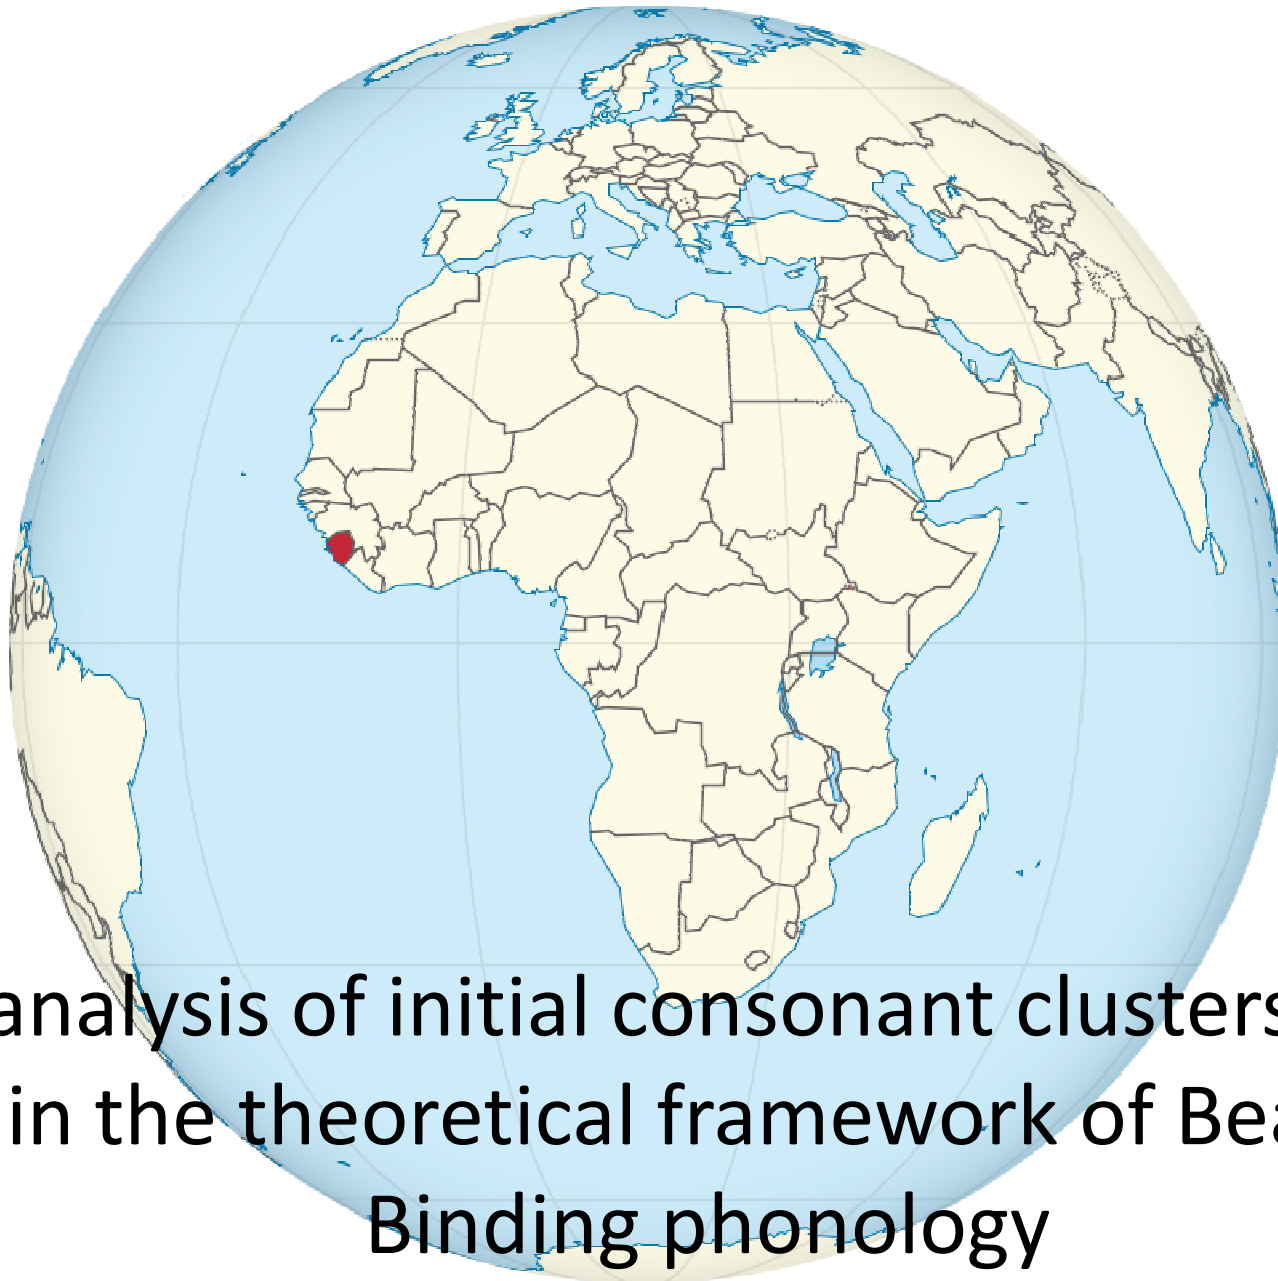 analysis of initial consonant clusters
in the theoretical framework of
Binding phonology